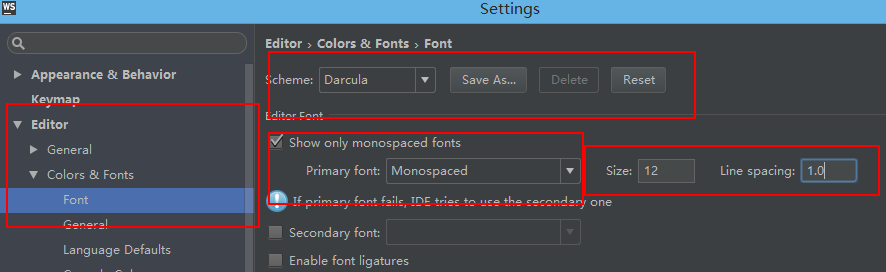 WS
Settings
Appearance & Behavior
Keymap
Editor
General
Colors & Fonts
Font
General
Language Defaults
Editor › Colors & Fonts › Font
Scheme: Darcula Save As... Delete Reset
Editor Font
Show only monospaced fonts
Primary font: Monospaced Size: 12 Line spacing: 1.0
If primary font fails, IDE tries to use the secondary one
Secondary font:
Enable font ligatures